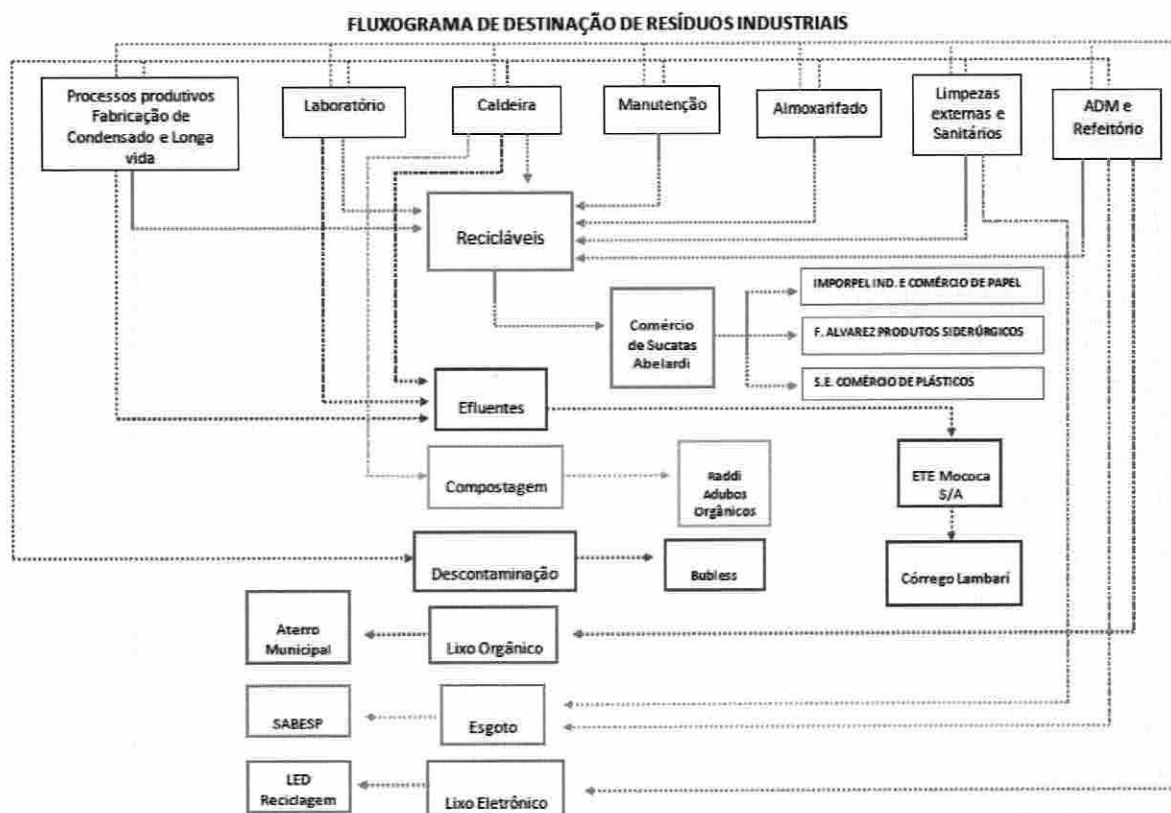 FLUXOGRAMA DE DESTINAÇÃO DE RESÍDUOS INDUSTRIAIS
Processos produtivos
Fabricação de
Condensado e Longa
vida
Laboratório
Caldeira
Manutenção
Almoxarifado
Limpezas
externas e
Sanitários
ADM e
Refeitório
Recicláveis
Comércio
de Sucatas
Abelardi
IMPORPEL IND. E COMÉRCIO DE PAPEL
F. ALVAREZ PRODUTOS SIDERÚRGICOS
S.E. COMÉRCIO DE PLÁSTICOS
Efluentes
ETE Mococa
S/A
Compostagem
Raddi
Adubos
Orgânicos
Descontaminação
Bubless
Córrego Lambari
Aterro
Municipal
Lixo Orgânico
SABESP
Esgoto
LED
Reciclagem
Lixo Eletrônico